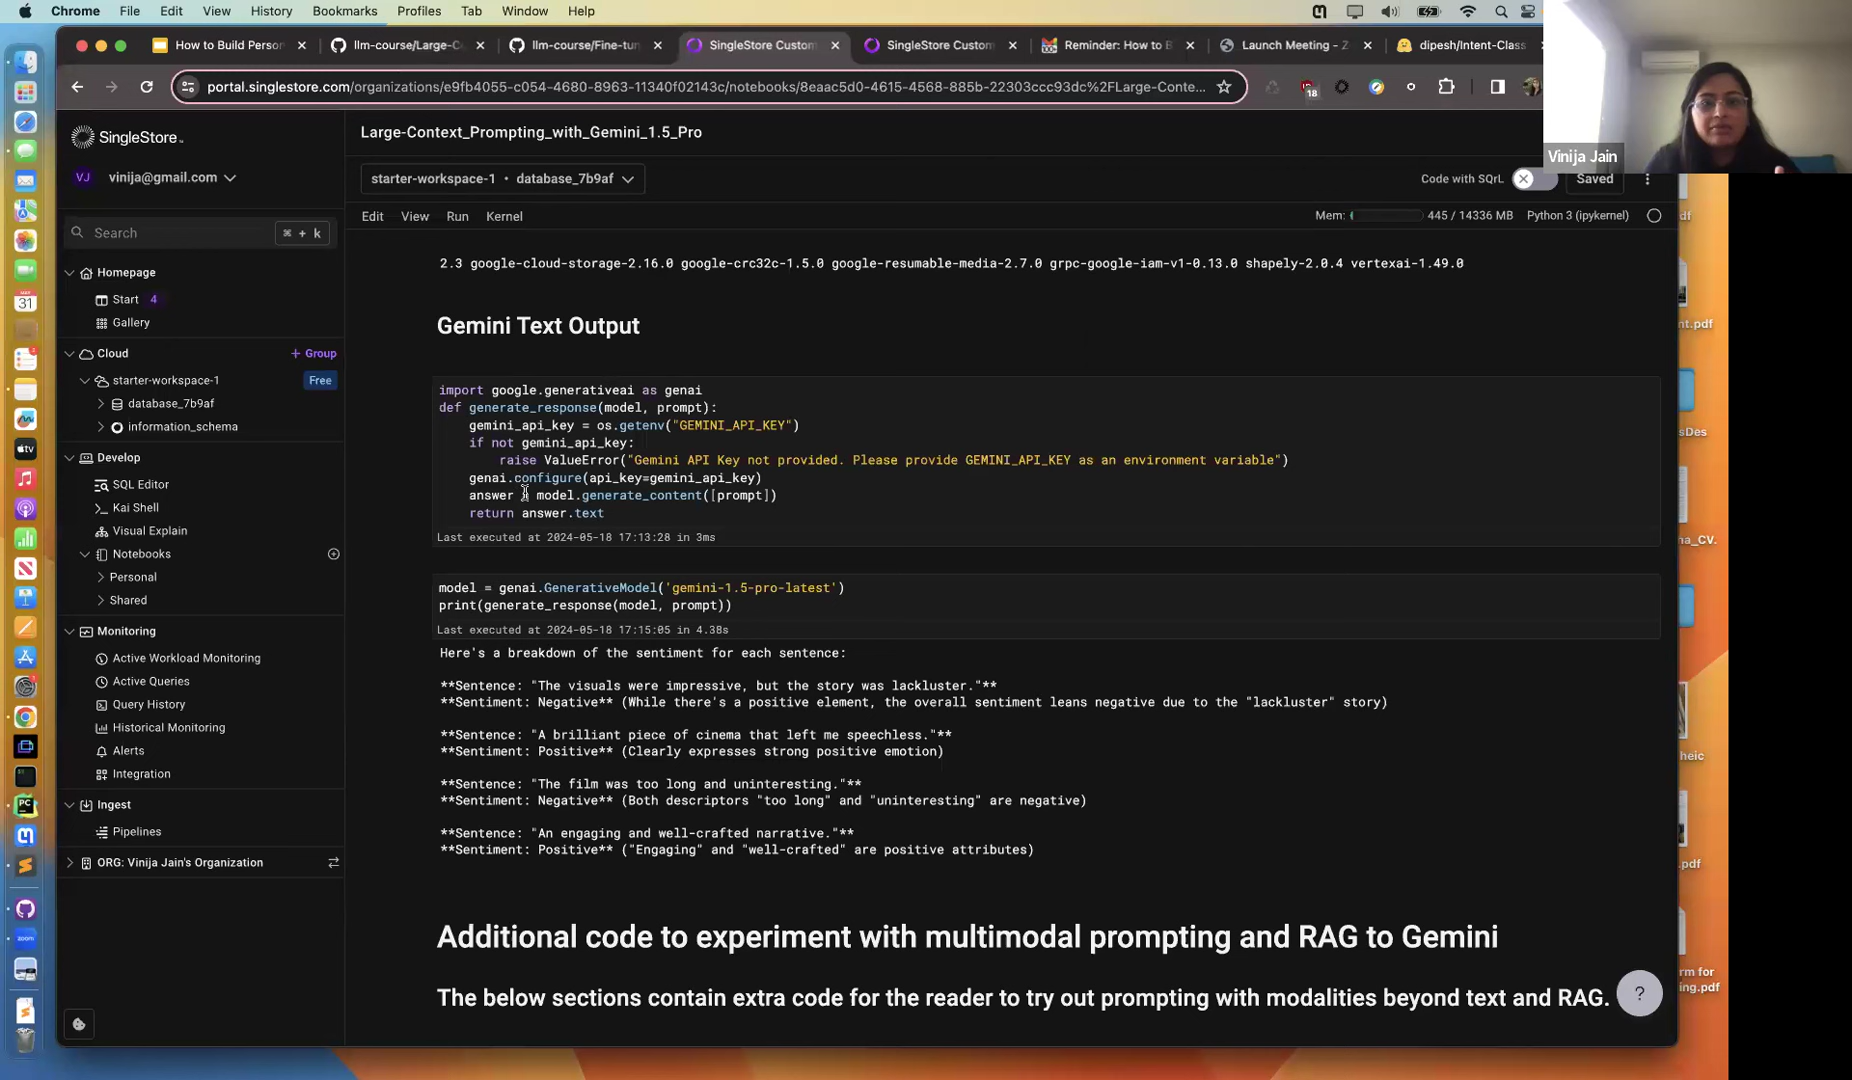 Chrome File Edit View History Bookmarks Profiles Tab Window Help
How to Build Person
llm-course/Large-C
llm-course/Fine-tur
SingleStore Custom
SingleStore Custom
Reminder: How to B
Launch Meeting - Z
dipesh/Intent-Class
portal.singlestore.com/organizations/e9fb4055-c054-4680-8963-11340f02143c/notebooks/8eaac5d0-4615-4568-885b-22303ccc93dc%2FLarge-Conte...
18
Vinija Jain
SingleStore
VJ vinija@gmail.com
Search ⌘ + k
Homepage
Start 4
Gallery
Cloud + Group
starter-workspace-1 Free
database_7b9af
information_schema
Develop
SQL Editor
Kai Shell
Visual Explain
Notebooks
Personal
Shared
Monitoring
Active Workload Monitoring
Active Queries
Query History
Historical Monitoring
Alerts
Integration
Ingest
Pipelines
ORG: Vinija Jain's Organization
Large-Context_Prompting_with_Gemini_1.5_Pro
starter-workspace-1 • database_7b9af
Code with SQrL
Saved
Edit View Run Kernel
Mem: 445 / 14336 MB Python 3 (ipykernel)
2.3 google-cloud-storage-2.16.0 google-crc32c-1.5.0 google-resumable-media-2.7.0 grpc-google-iam-v1-0.13.0 shapely-2.0.4 vertexai-1.49.0
Gemini Text Output
import google.generativeai as genai
def generate_response(model, prompt):
gemini_api_key = os.getenv("GEMINI_API_KEY")
if not gemini_api_key:
raise ValueError("Gemini API Key not provided. Please provide GEMINI_API_KEY as an environment variable")
genai.configure(api_key=gemini_api_key)
answer = model.generate_content([prompt])
return answer.text
Last executed at 2024-05-18 17:13:28 in 3ms
model = genai.GenerativeModel('gemini-1.5-pro-latest')
print(generate_response(model, prompt))
Last executed at 2024-05-18 17:15:05 in 4.38s
Here's a breakdown of the sentiment for each sentence:
**Sentence: "The visuals were impressive, but the story was lackluster."**
**Sentiment: Negative** (While there's a positive element, the overall sentiment leans negative due to the "lackluster" story)
**Sentence: "A brilliant piece of cinema that left me speechless."**
**Sentiment: Positive** (Clearly expresses strong positive emotion)
**Sentence: "The film was too long and uninteresting."**
**Sentiment: Negative** (Both descriptors "too long" and "uninteresting" are negative)
**Sentence: "An engaging and well-crafted narrative."**
**Sentiment: Positive** ("Engaging" and "well-crafted" are positive attributes)
Additional code to experiment with multimodal prompting and RAG to Gemini
The below sections contain extra code for the reader to try out prompting with modalities beyond text and RAG.
?
31
df
nt.pdf
sDes
na_CV.
heic
.pdf
rm for
ng.pdf